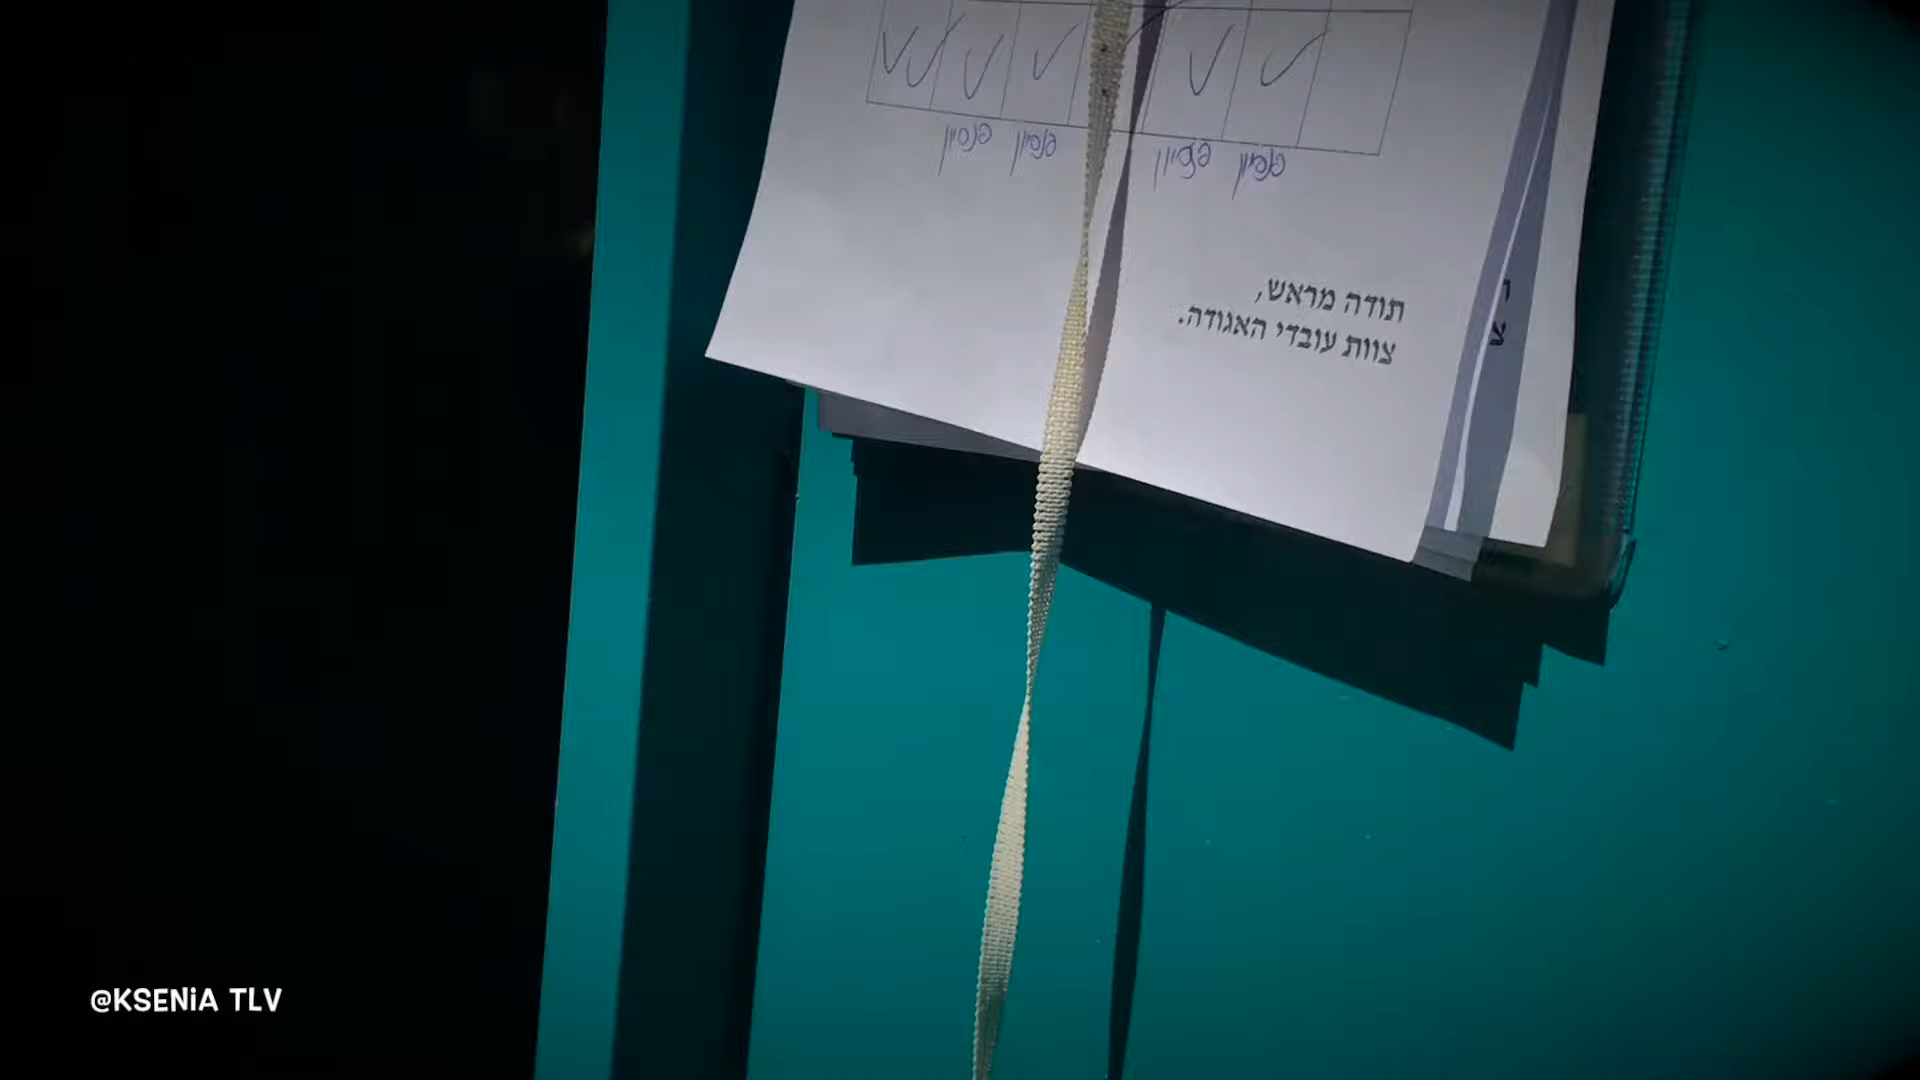 פנסיון פנסיון פנסיון פנסיון
תודה מראש,
צוות עובדי האגודה.
צ
@KSENiA TLV